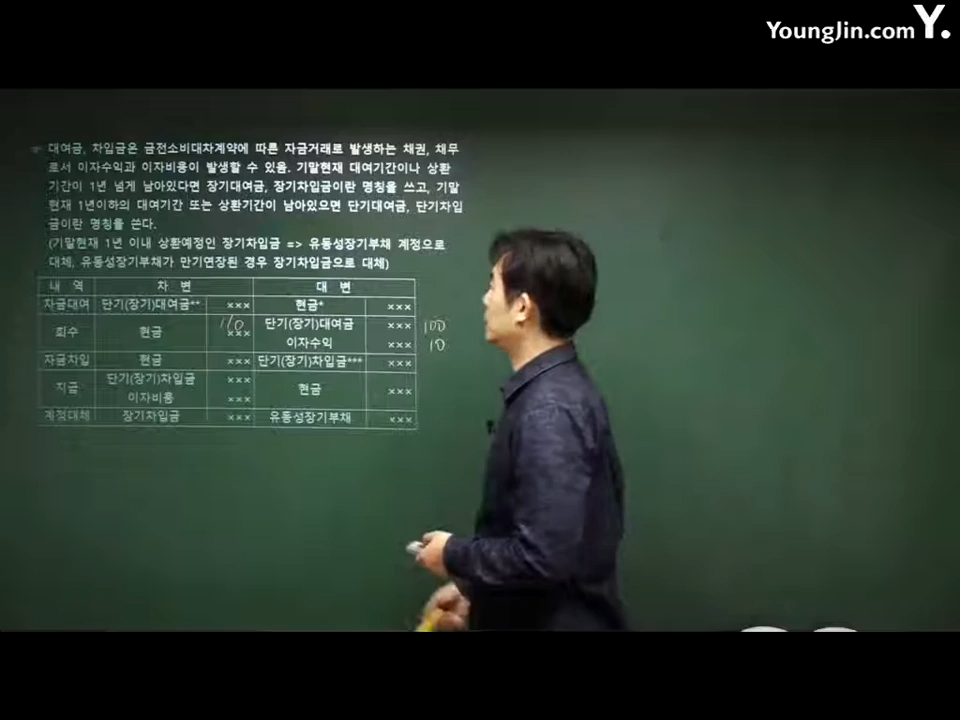 YoungJin.com Y.
대여금, 차입금은 금전소비대차계약에 따른 자금거래로 발생하는 채권, 채무
로서 이자수익과 이자비용이 발생할 수 있음. 기말현재 대여기간이나 상환
기간이 1년 넘게 남아있다면 장기대여금, 장기차입금이란 명칭을 쓰고, 기말
현재 1년이하의 대여기간 또는 상환기간이 남아있으면 단기대여금, 단기차입
금이란 명칭을 쓴다.
(기말현재 1년 이내 상환예정인 장기차입금 => 유동성장기부채 계정으로
대체, 유동성장기부채가 만기연장된 경우 장기차입금으로 대체)
내 역 차 변 대 변
자금대여 단기(장기)대여금** ××× 현금* ×××
회수 현금 110 ××× 단기(장기)대여금 ××× 100
이자수익 ××× 10
자금차입 현금 ××× 단기(장기)차입금*** ×××
지급 단기(장기)차입금 ××× 현금 ×××
이자비용 ×××
계정대체 장기차입금 ××× 유동성장기부채 ×××